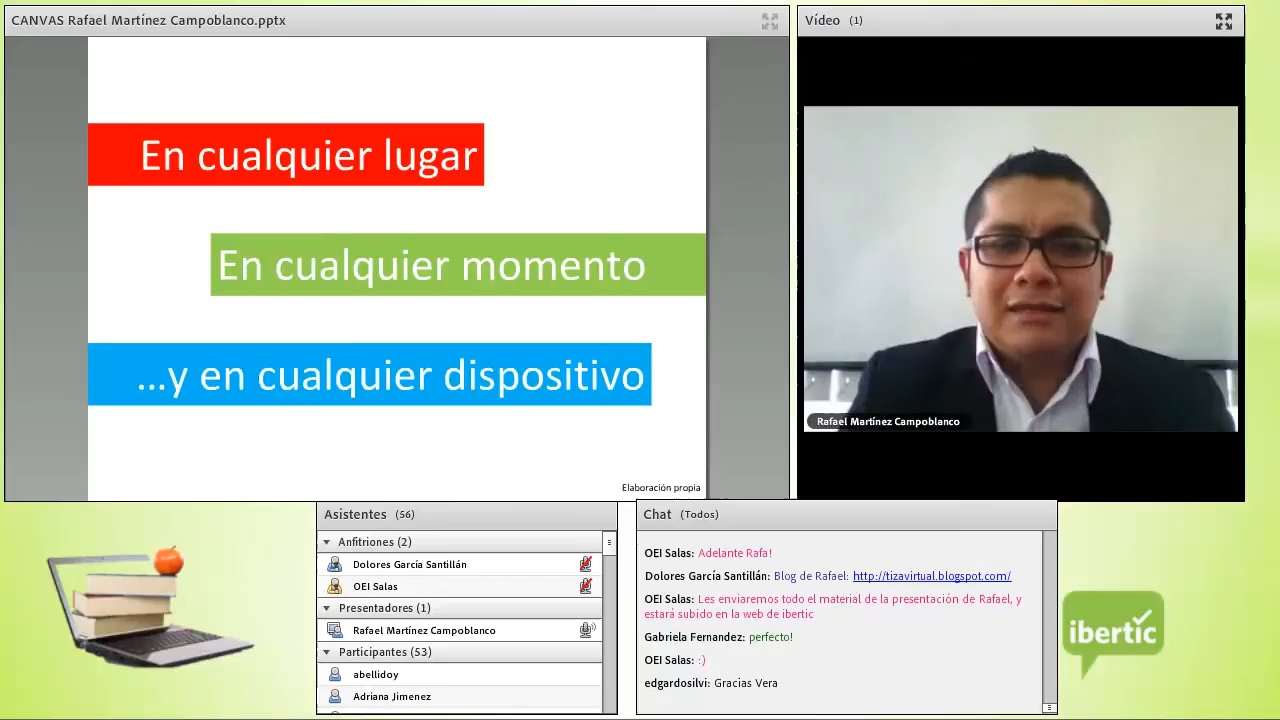 CANVAS Rafael Martínez Campoblanco.pptx
En cualquier lugar
En cualquier momento
...y en cualquier dispositivo
Elaboración propia
Vídeo (1)
Rafael Martínez Campoblanco
Asistentes (56)
Anfitriones (2)
Dolores García Santillán
OEI Salas
Presentadores (1)
Rafael Martínez Campoblanco
Participantes (53)
abellidoy
Adriana Jimenez
Chat (Todos)
OEI Salas: Adelante Rafa!
Dolores García Santillán: Blog de Rafael: http://tizavirtual.blogspot.com/
OEI Salas: Les enviaremos todo el material de la presentación de Rafael, y
estará subido en la web de ibertic
Gabriela Fernandez: perfecto!
OEI Salas: :)
edgardosilvi: Gracias Vera
ibertic